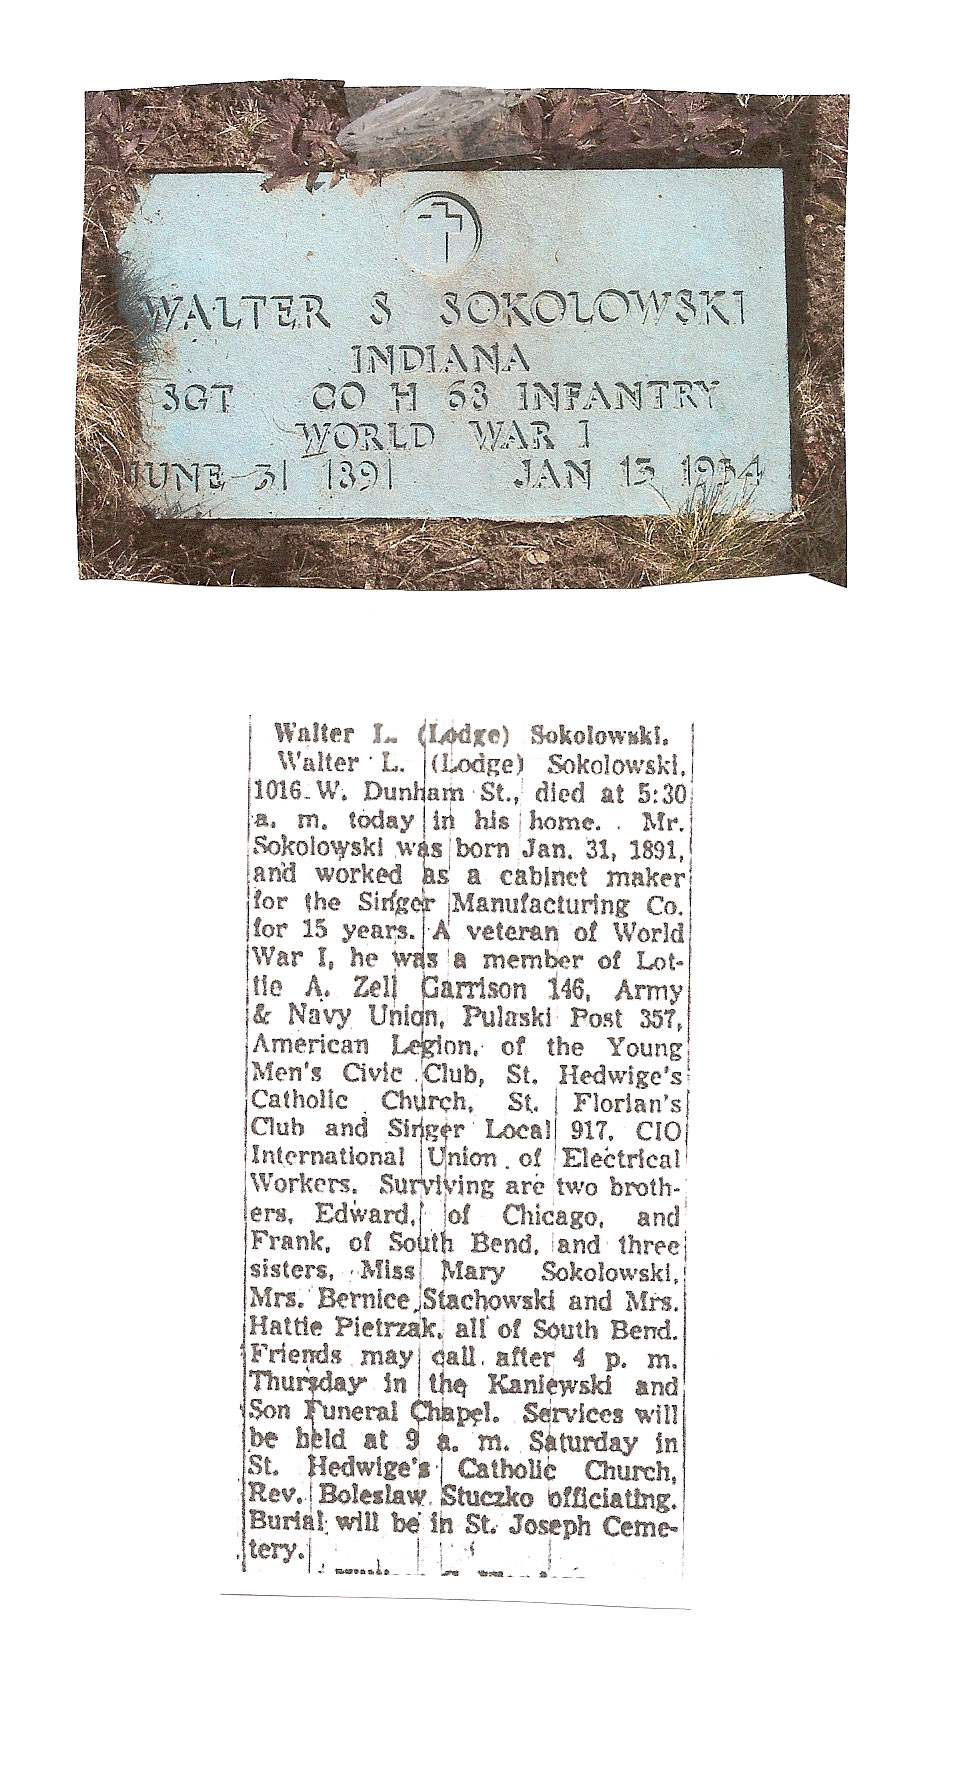 WALTER S SOKOLOWSKI
INDIANA
SGT CO H 68 INFANTRY
WORLD WAR I
JUNE 31 1891 JAN 13 1954
Walter L. (Lodge) Sokolowski.
Walter L. (Lodge) Sokolowski,
1016 W. Dunham St., died at 5:30
a. m. today in his home. Mr.
Sokolowski was born Jan. 31, 1891,
and worked as a cabinet maker
for the Singer Manufacturing Co.
for 15 years. A veteran of World
War I, he was a member of Lot-
tie A. Zell Garrison 146, Army
& Navy Union, Pulaski Post 357,
American Legion, of the Young
Men's Civic Club, St. Hedwige's
Catholic Church, St. Florian's
Club and Singer Local 917, CIO
International Union of Electrical
Workers. Surviving are two broth-
ers, Edward, of Chicago, and
Frank, of South Bend, and three
sisters, Miss Mary Sokolowski,
Mrs. Bernice Stachowski and Mrs.
Hattie Pietrzak, all of South Bend.
Friends may call after 4 p. m.
Thursday in the Kaniewski and
Son Funeral Chapel. Services will
be held at 9 a. m. Saturday in
St. Hedwige's Catholic Church,
Rev. Boleslaw Stuczko officiating.
Burial will be in St. Joseph Ceme-
tery.